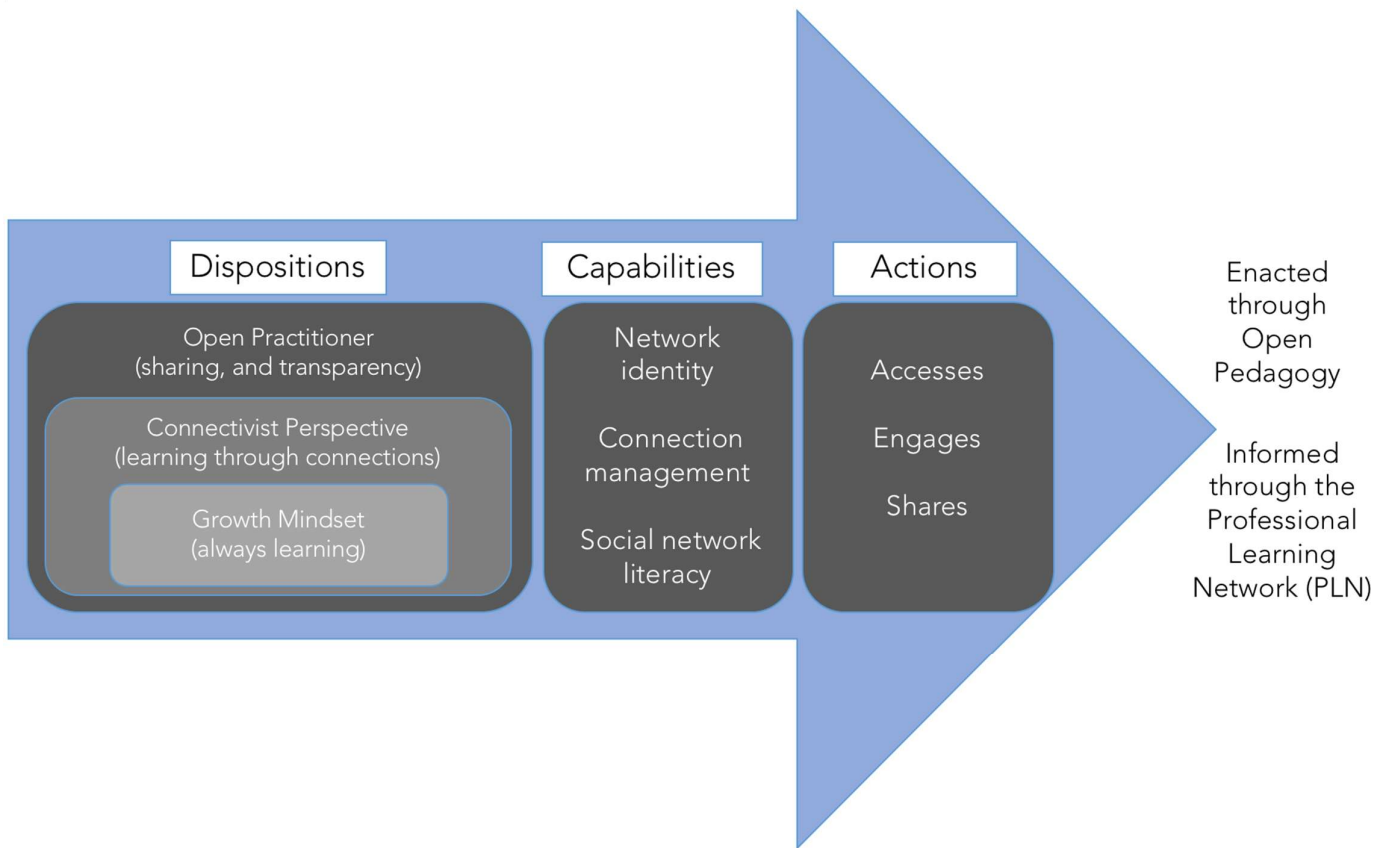 Dispositions
Open Practitioner
(sharing, and transparency)
Connectivist Perspective
(learning through connections)
Growth Mindset
(always learning)
Capabilities
Network
identity
Connection
management
Social network
literacy
Actions
Accesses
Engages
Shares
Enacted
through
Open
Pedagogy
Informed
through the
Professional
Learning
Network (PLN)